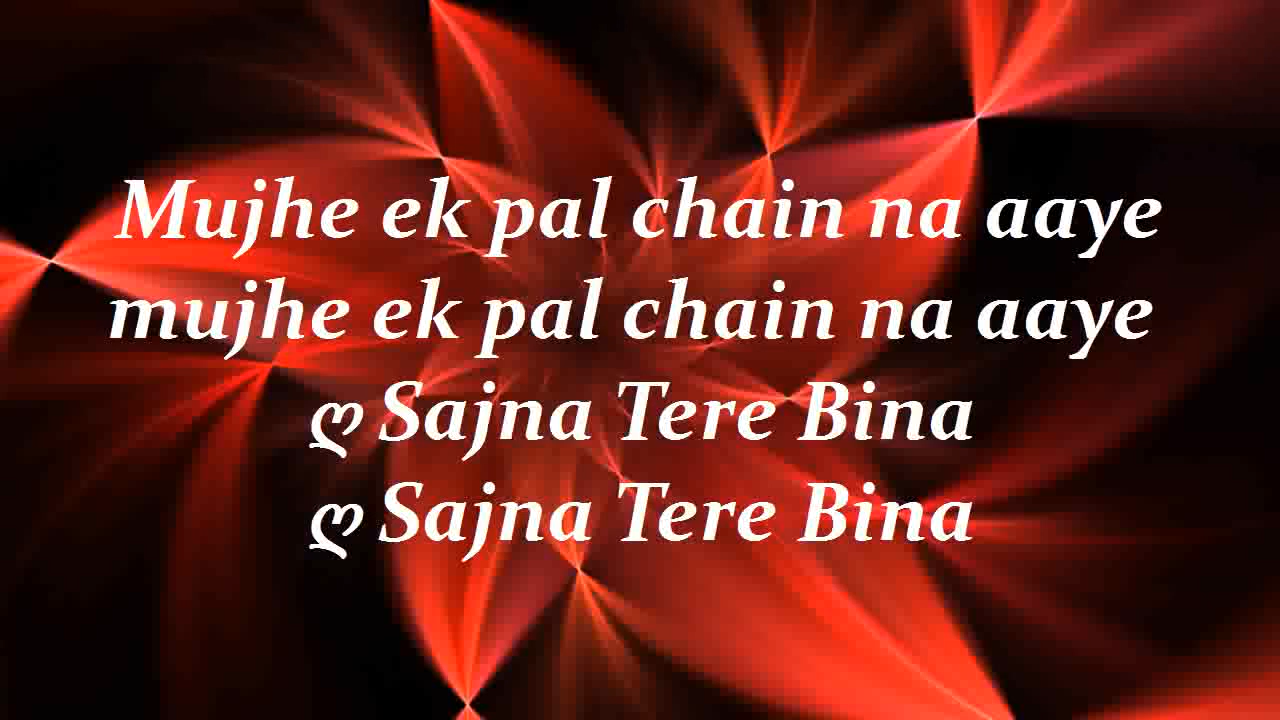 Mujhe ek pal chain na aaye
mujhe ek pal chain na aaye
ღ Sajna Tere Bina
ღ Sajna Tere Bina